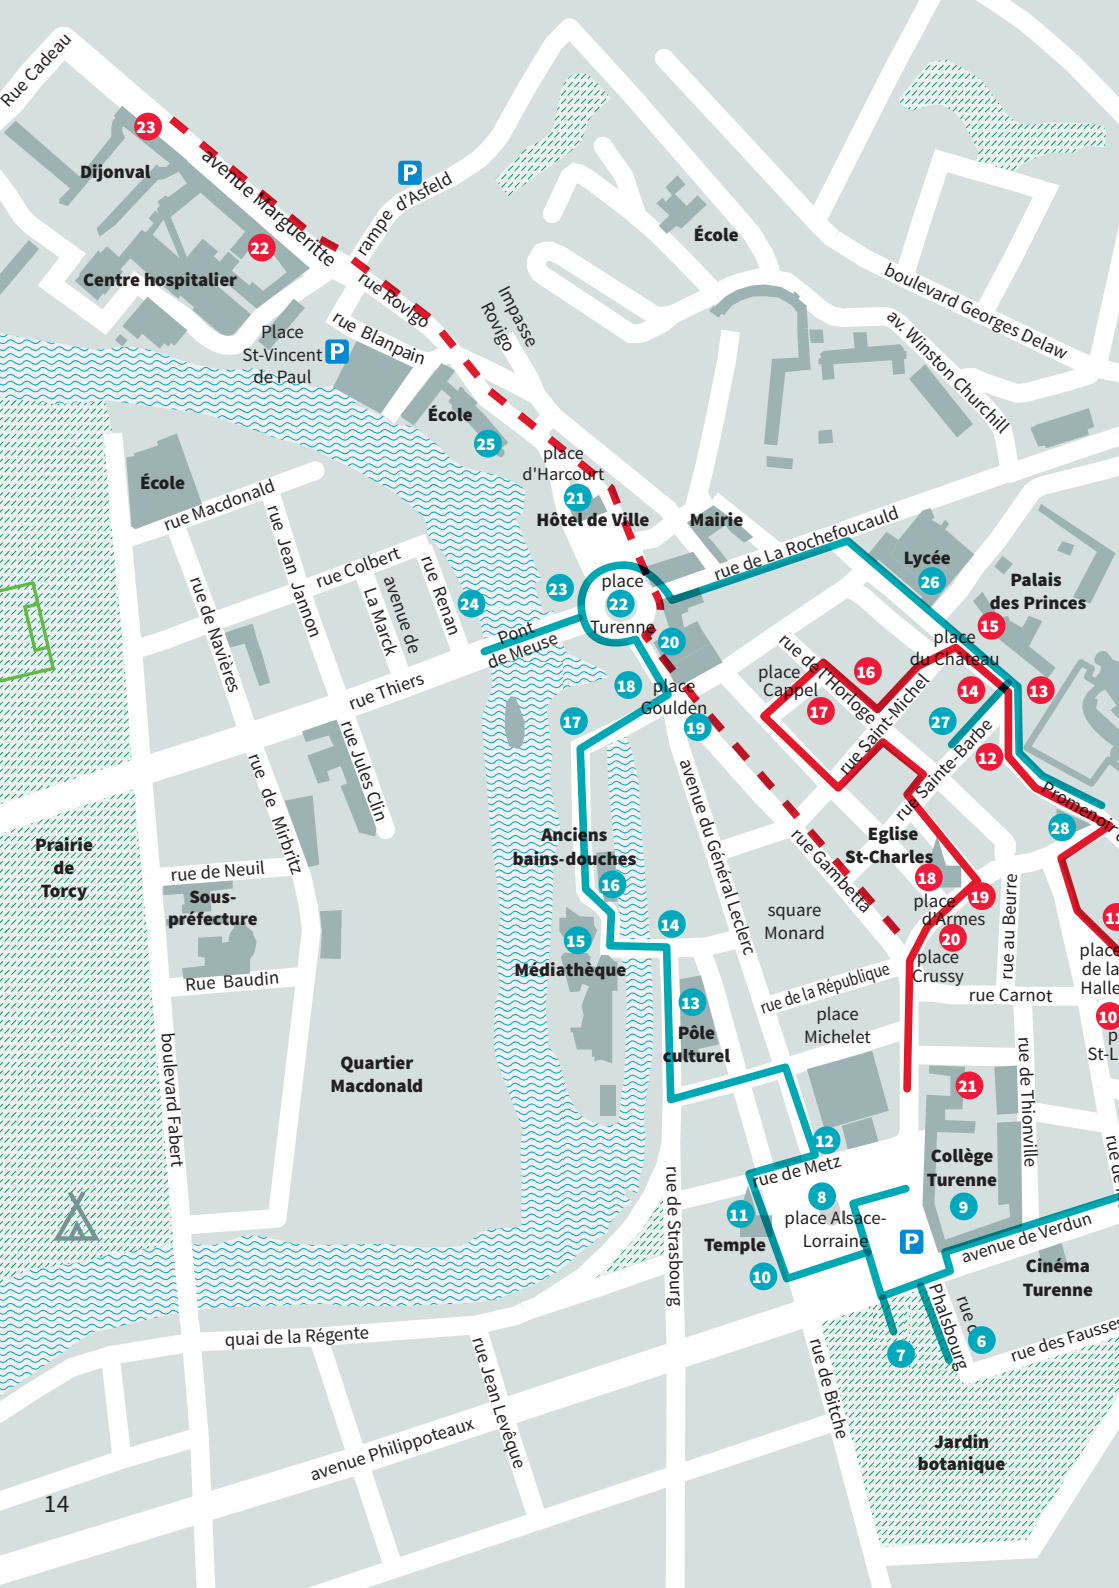 Rue Cadeau
23
Dijonval
avenue Margueritte
P
rampe d'Asfeld
22
Centre hospitalier
École
rue Rovigo
Impasse
Rovigo
boulevard Georges Delaw
av. Winston Churchill
rue Blanpain
Place
St-Vincent
de Paul
P
École
25
place
d'Harcourt
21
Hôtel de Ville
Mairie
École
rue Macdonald
rue Jean Jannon
rue Colbert
rue Renan
avenue de
La Marck
rue de Navières
24
23
place
22
Turenne
Pont
de Meuse
rue Thiers
rue de La Rochefoucauld
Lycée
26
Palais
des Princes
15
place
du Château
20
rue de l'Horloge
place
Cappel
16
17
rue Saint-Michel
14
13
27
12
rue Sainte-Barbe
18
place
Goulden
19
17
rue Jules Clin
rue de Mirbritz
avenue du Général Leclerc
Promenoir
28
Prairie
de
Torcy
Anciens
bains-douches
16
rue Gambetta
Eglise
St-Charles
18
19
place
d'Armes
20
place
Crussy
rue au Beurre
11
rue de Neuil
Sous-
préfecture
15
Médiathèque
14
square
Monard
place
de la
Halle
Rue Baudin
rue de la République
rue Carnot
10
p
St-L
13
Pôle
culturel
place
Michelet
boulevard Fabert
Quartier
Macdonald
rue de Thionville
21
12
rue de Metz
Collège
Turenne
9
8
place Alsace-
Lorraine
11
Temple
10
rue de Strasbourg
P
avenue de Verdun
Cinéma
Turenne
rue d
Phalsbourg
6
7
rue des Fausses
quai de la Régente
rue Jean Levêque
rue de Bitche
avenue Philippoteaux
Jardin
botanique
14